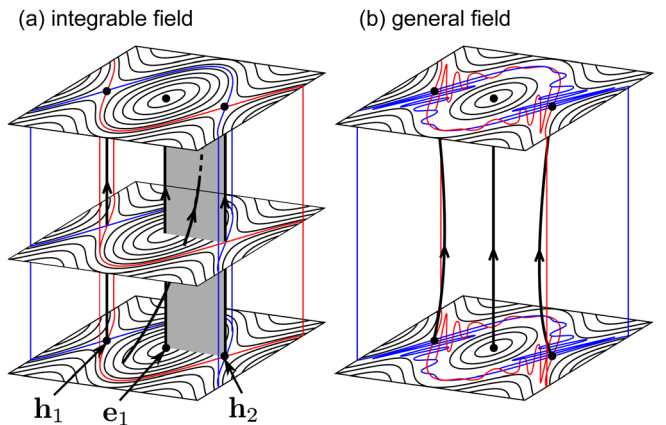 (a) integrable field
(b) general field
h₁
e₁
h₂